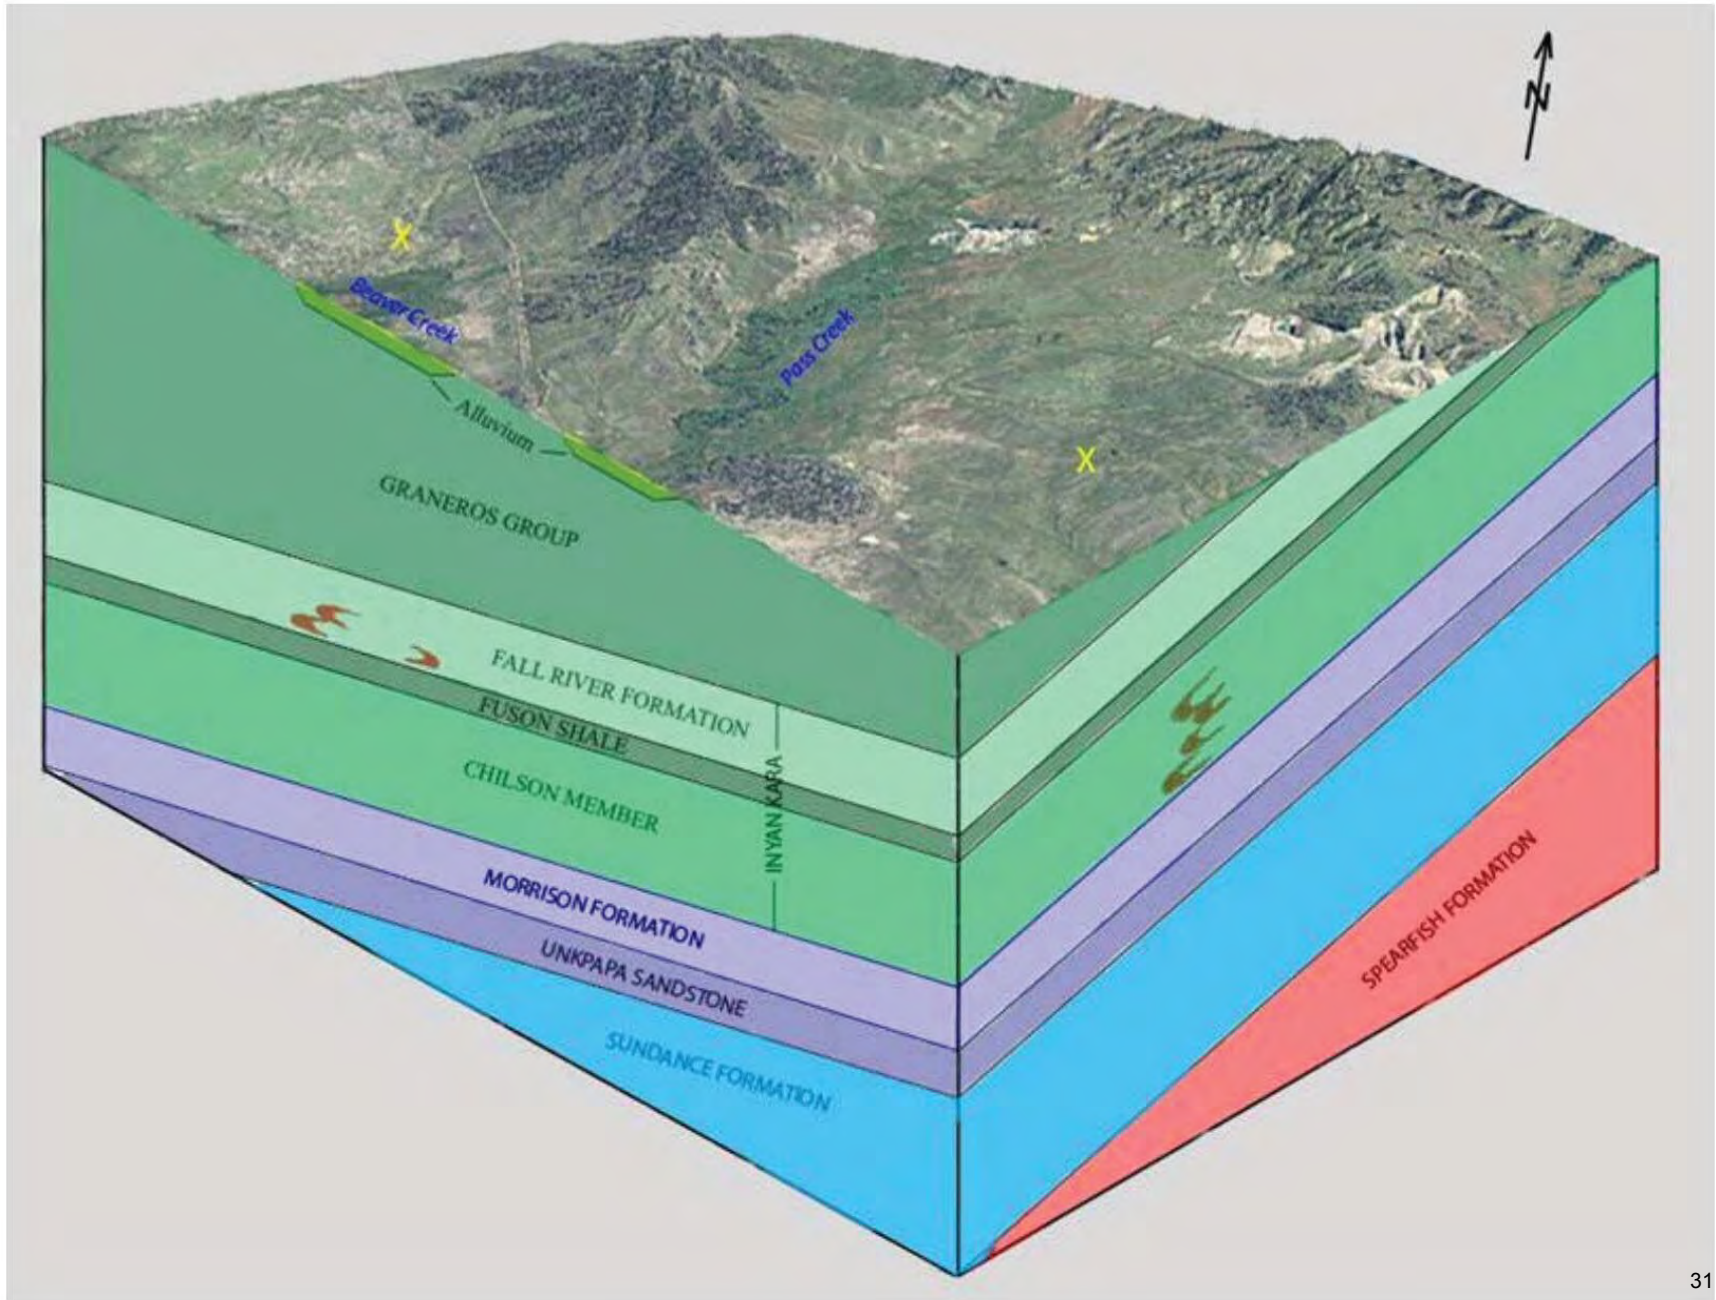 N
X
Beaver Creek
Pass Creek
Alluvium
X
GRANEROS GROUP
FALL RIVER FORMATION
FUSON SHALE
CHILSON MEMBER
INYAN KARA
MORRISON FORMATION
UNKPAPA SANDSTONE
SUNDANCE FORMATION
SPEARFISH FORMATION
31